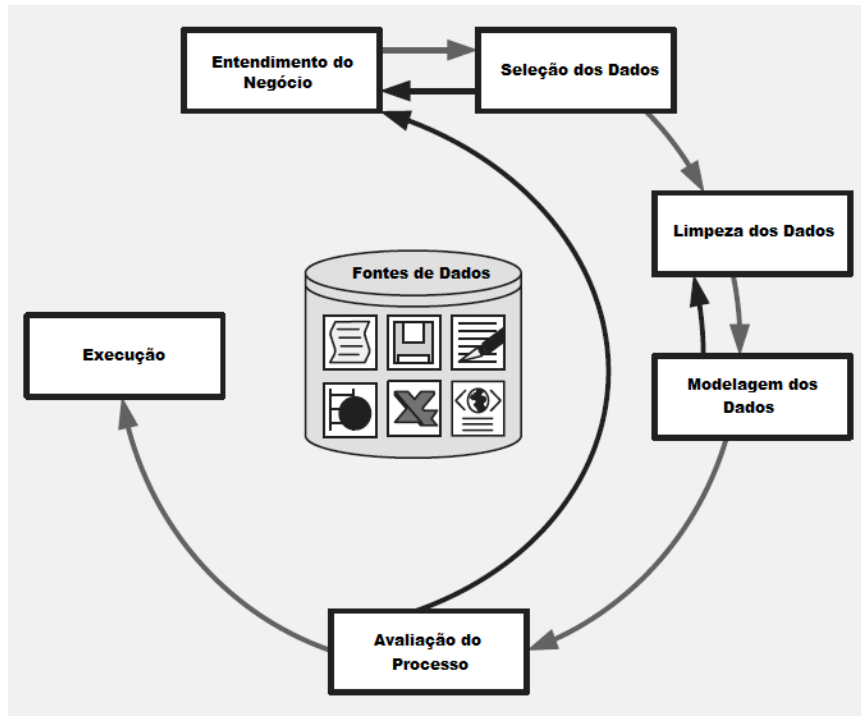 Entendimento do
Negócio
Seleção dos Dados
Limpeza dos Dados
Fontes de Dados
Execução
Modelagem dos
Dados
Avaliação do
Processo